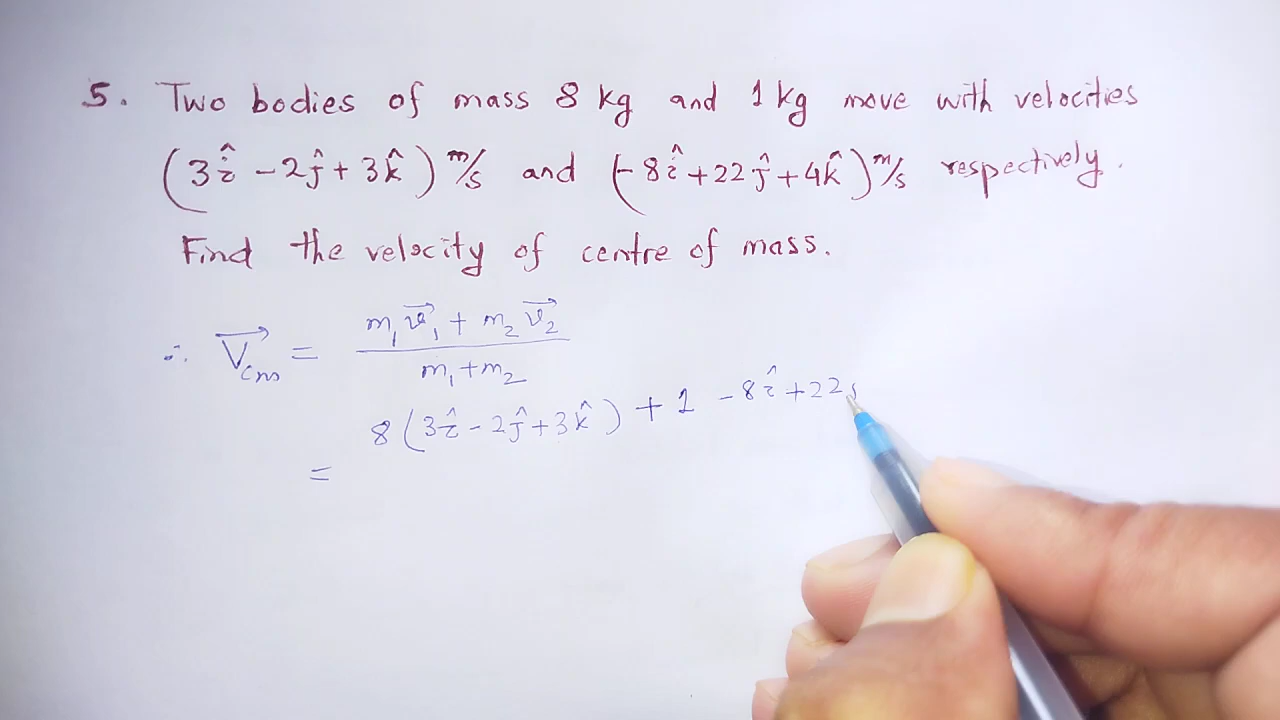 5. Two bodies of mass 8 kg and 1 kg move with velocities
(3î - 2ĵ + 3k̂) m/s and (-8î + 22ĵ + 4k̂) m/s respectively.
Find the velocity of centre of mass.
∴ V⃗cm = (m₁v⃗₁ + m₂v⃗₂) / (m₁ + m₂)
= 8(3î - 2ĵ + 3k̂) + 1 -8î + 22